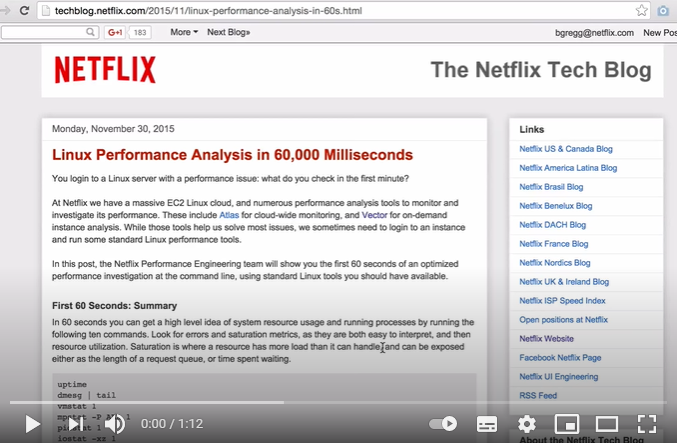 techblog.netflix.com/2015/11/linux-performance-analysis-in-60s.html
G+1 183 More Next Blog» bgregg@netflix.com New Pos
NETFLIX
The Netflix Tech Blog
Monday, November 30, 2015
Linux Performance Analysis in 60,000 Milliseconds
You login to a Linux server with a performance issue: what do you check in the first minute?
At Netflix we have a massive EC2 Linux cloud, and numerous performance analysis tools to monitor and
investigate its performance. These include Atlas for cloud-wide monitoring, and Vector for on-demand
instance analysis. While those tools help us solve most issues, we sometimes need to login to an instance
and run some standard Linux performance tools.
In this post, the Netflix Performance Engineering team will show you the first 60 seconds of an optimized
performance investigation at the command line, using standard Linux tools you should have available.
First 60 Seconds: Summary
In 60 seconds you can get a high level idea of system resource usage and running processes by running the
following ten commands. Look for errors and saturation metrics, as they are both easy to interpret, and then
resource utilization. Saturation is where a resource has more load than it can handle, and can be exposed
either as the length of a request queue, or time spent waiting.
uptime
dmesg | tail
vmstat 1
mpstat -P ALL 1
pidstat 1
iostat -xz 1
Links
Netflix US & Canada Blog
Netflix America Latina Blog
Netflix Brasil Blog
Netflix Benelux Blog
Netflix DACH Blog
Netflix France Blog
Netflix Nordics Blog
Netflix UK & Ireland Blog
Netflix ISP Speed Index
Open positions at Netflix
Netflix Website
Facebook Netflix Page
Netflix UI Engineering
RSS Feed
About the Netflix Tech Blog
0:00 / 1:12